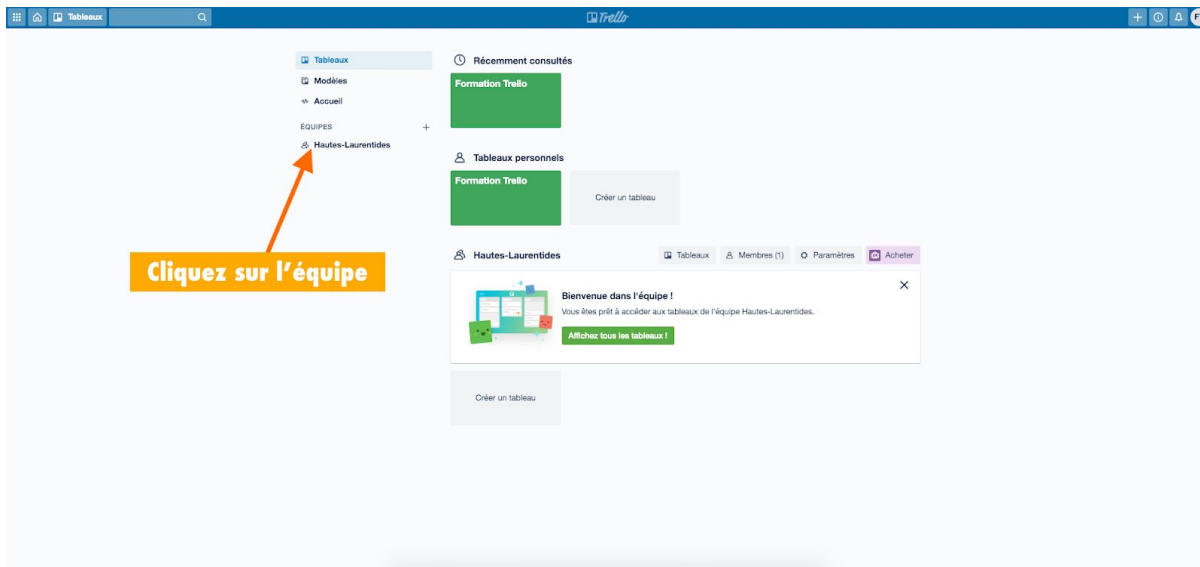 Tableaux
Trello
F
Tableaux
Modèles
Accueil
ÉQUIPES
Hautes-Laurentides
Cliquez sur l'équipe
Récemment consultés
Formation Trello
Tableaux personnels
Formation Trello
Créer un tableau
Hautes-Laurentides
Tableaux
Membres (1)
Paramètres
Acheter
Bienvenue dans l'équipe !
Vous êtes prêt à accéder aux tableaux de l'équipe Hautes-Laurentides.
Affichez tous les tableaux !
Créer un tableau